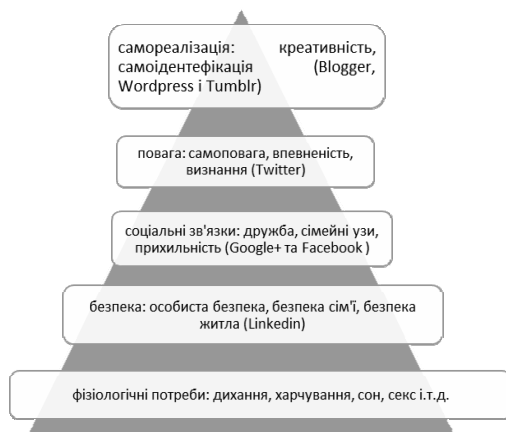 самореалізація: креативність,
самоідентефікація (Blogger,
Wordpress і Tumblr)
повага: самоповага, впевненість,
визнання (Twitter)
соціальні зв'язки: дружба, сімейні узи,
прихильність (Google+ та Facebook )
безпека: особиста безпека, безпека сім'ї, безпека
житла (Linkedin)
фізіологічні потреби: дихання, харчування, сон, секс і.т.д.